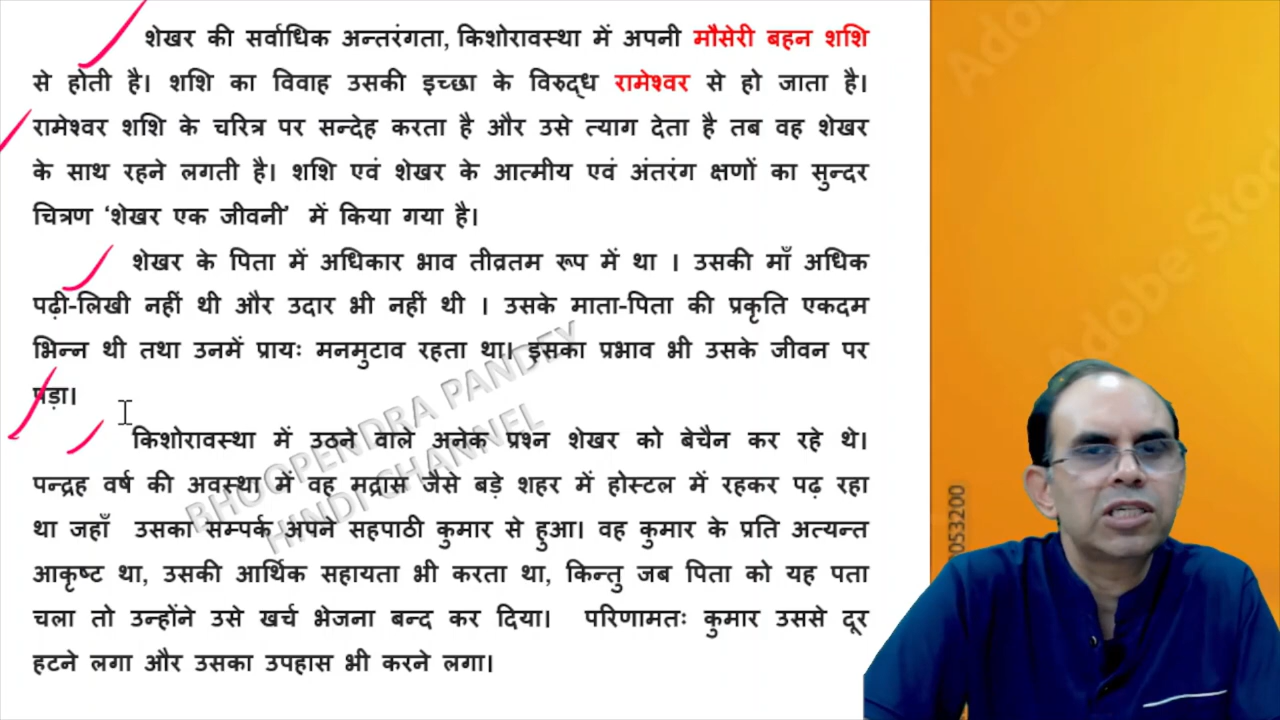 शेखर की सर्वाधिक अन्तरंगता, किशोरावस्था में अपनी मौसेरी बहन शशि
से होती है। शशि का विवाह उसकी इच्छा के विरुद्ध रामेश्वर से हो जाता है।
रामेश्वर शशि के चरित्र पर सन्देह करता है और उसे त्याग देता है तब वह शेखर
के साथ रहने लगती है। शशि एवं शेखर के आत्मीय एवं अंतरंग क्षणों का सुन्दर
चित्रण ‘शेखर एक जीवनी’ में किया गया है।
शेखर के पिता में अधिकार भाव तीव्रतम रूप में था । उसकी माँ अधिक
पढ़ी-लिखी नहीं थी और उदार भी नहीं थी । उसके माता-पिता की प्रकृति एकदम
भिन्न थी तथा उनमें प्रायः मनमुटाव रहता था। इसका प्रभाव भी उसके जीवन पर
पड़ा।
किशोरावस्था में उठने वाले अनेक प्रश्न शेखर को बेचैन कर रहे थे।
पन्द्रह वर्ष की अवस्था में वह मद्रास जैसे बड़े शहर में होस्टल में रहकर पढ़ रहा
था जहाँ उसका सम्पर्क अपने सहपाठी कुमार से हुआ। वह कुमार के प्रति अत्यन्त
आकृष्ट था, उसकी आर्थिक सहायता भी करता था, किन्तु जब पिता को यह पता
चला तो उन्होंने उसे खर्च भेजना बन्द कर दिया। परिणामतः कुमार उससे दूर
हटने लगा और उसका उपहास भी करने लगा।
BHOOPENDRA PANDEY
HINDI CHANNEL
Adobe Stoc
053200